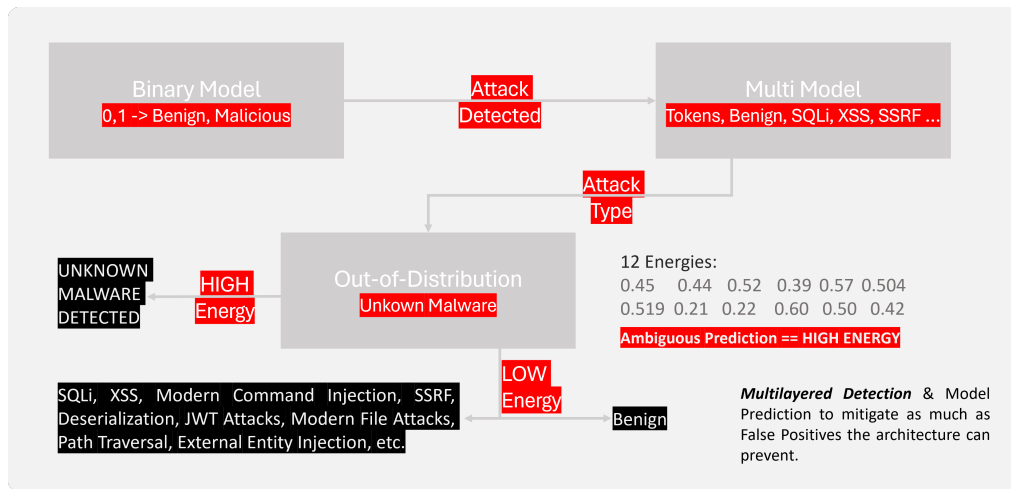 Binary Model
0,1 -> Benign, Malicious
Attack
Detected
Multi Model
Tokens, Benign, SQLi, XSS, SSRF ...
Attack
Type
Out-of-Distribution
Unkown Malware
HIGH
Energy
UNKNOWN
MALWARE
DETECTED
12 Energies:
0.45 0.44 0.52 0.39 0.57 0.504
0.519 0.21 0.22 0.60 0.50 0.42
Ambiguous Prediction == HIGH ENERGY
LOW
Energy
SQLi, XSS, Modern Command Injection, SSRF,
Deserialization, JWT Attacks, Modern File Attacks,
Path Traversal, External Entity Injection, etc.
Benign
Multilayered Detection & Model
Prediction to mitigate as much as
False Positives the architecture can
prevent.